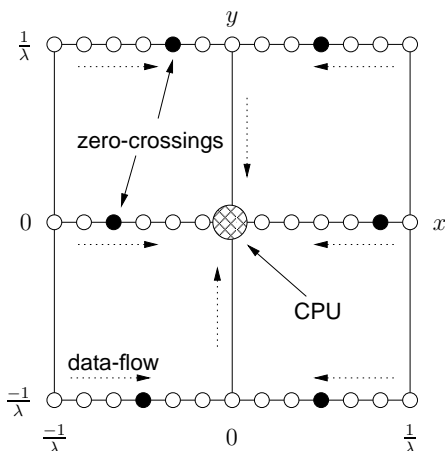 y
1/λ
zero-crossings
0
x
CPU
data-flow
-1/λ
-1/λ
0
1/λ